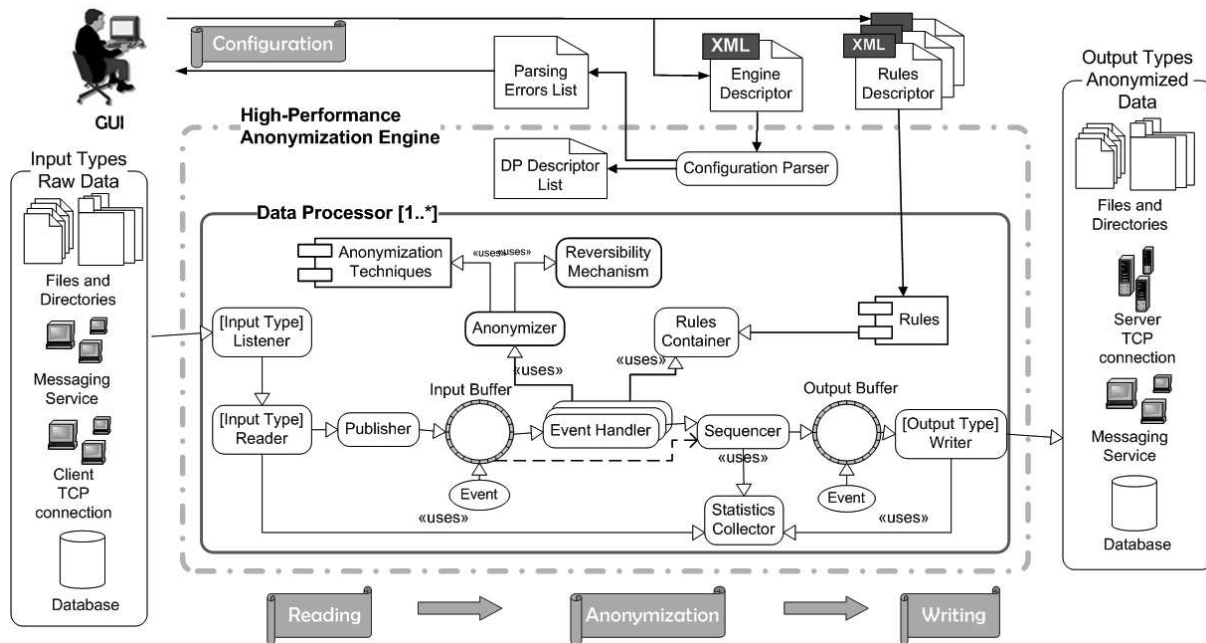 Configuration
GUI
Parsing
Errors List
XML
Engine
Descriptor
XML
Rules
Descriptor
High-Performance
Anonymization Engine
DP Descriptor
List
Configuration Parser
Input Types
Raw Data
Files and
Directories
Messaging
Service
Client
TCP
connection
Database
Output Types
Anonymized
Data
Files and
Directories
Server
TCP
connection
Messaging
Service
Database
Data Processor [1..*]
Anonymization
Techniques
«uses»
«uses»
Reversibility
Mechanism
[Input Type]
Listener
Anonymizer
Rules
Container
Rules
«uses»
«uses»
[Input Type]
Reader
Publisher
Input Buffer
Event Handler
Sequencer
Output Buffer
[Output Type]
Writer
Event
«uses»
«uses»
Event
«uses»
Statistics
Collector
Reading
Anonymization
Writing